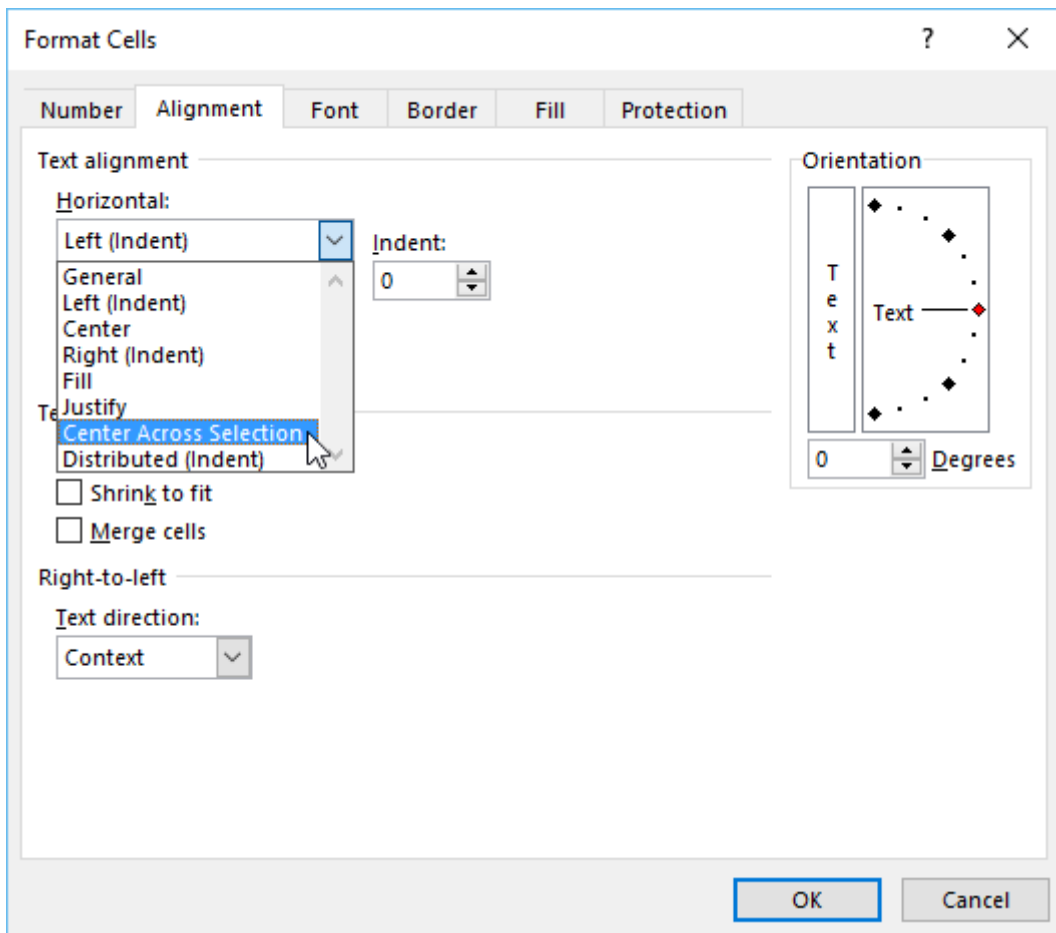 Format Cells
?
Number Alignment Font Border Fill Protection
Text alignment
Horizontal:
Left (Indent)
Indent:
0
General
Left (Indent)
Center
Right (Indent)
Fill
Justify
Center Across Selection
Distributed (Indent)
Shrink to fit
Merge cells
Right-to-left
Text direction:
Context
Orientation
T
e
x
t
Text
0
Degrees
OK Cancel